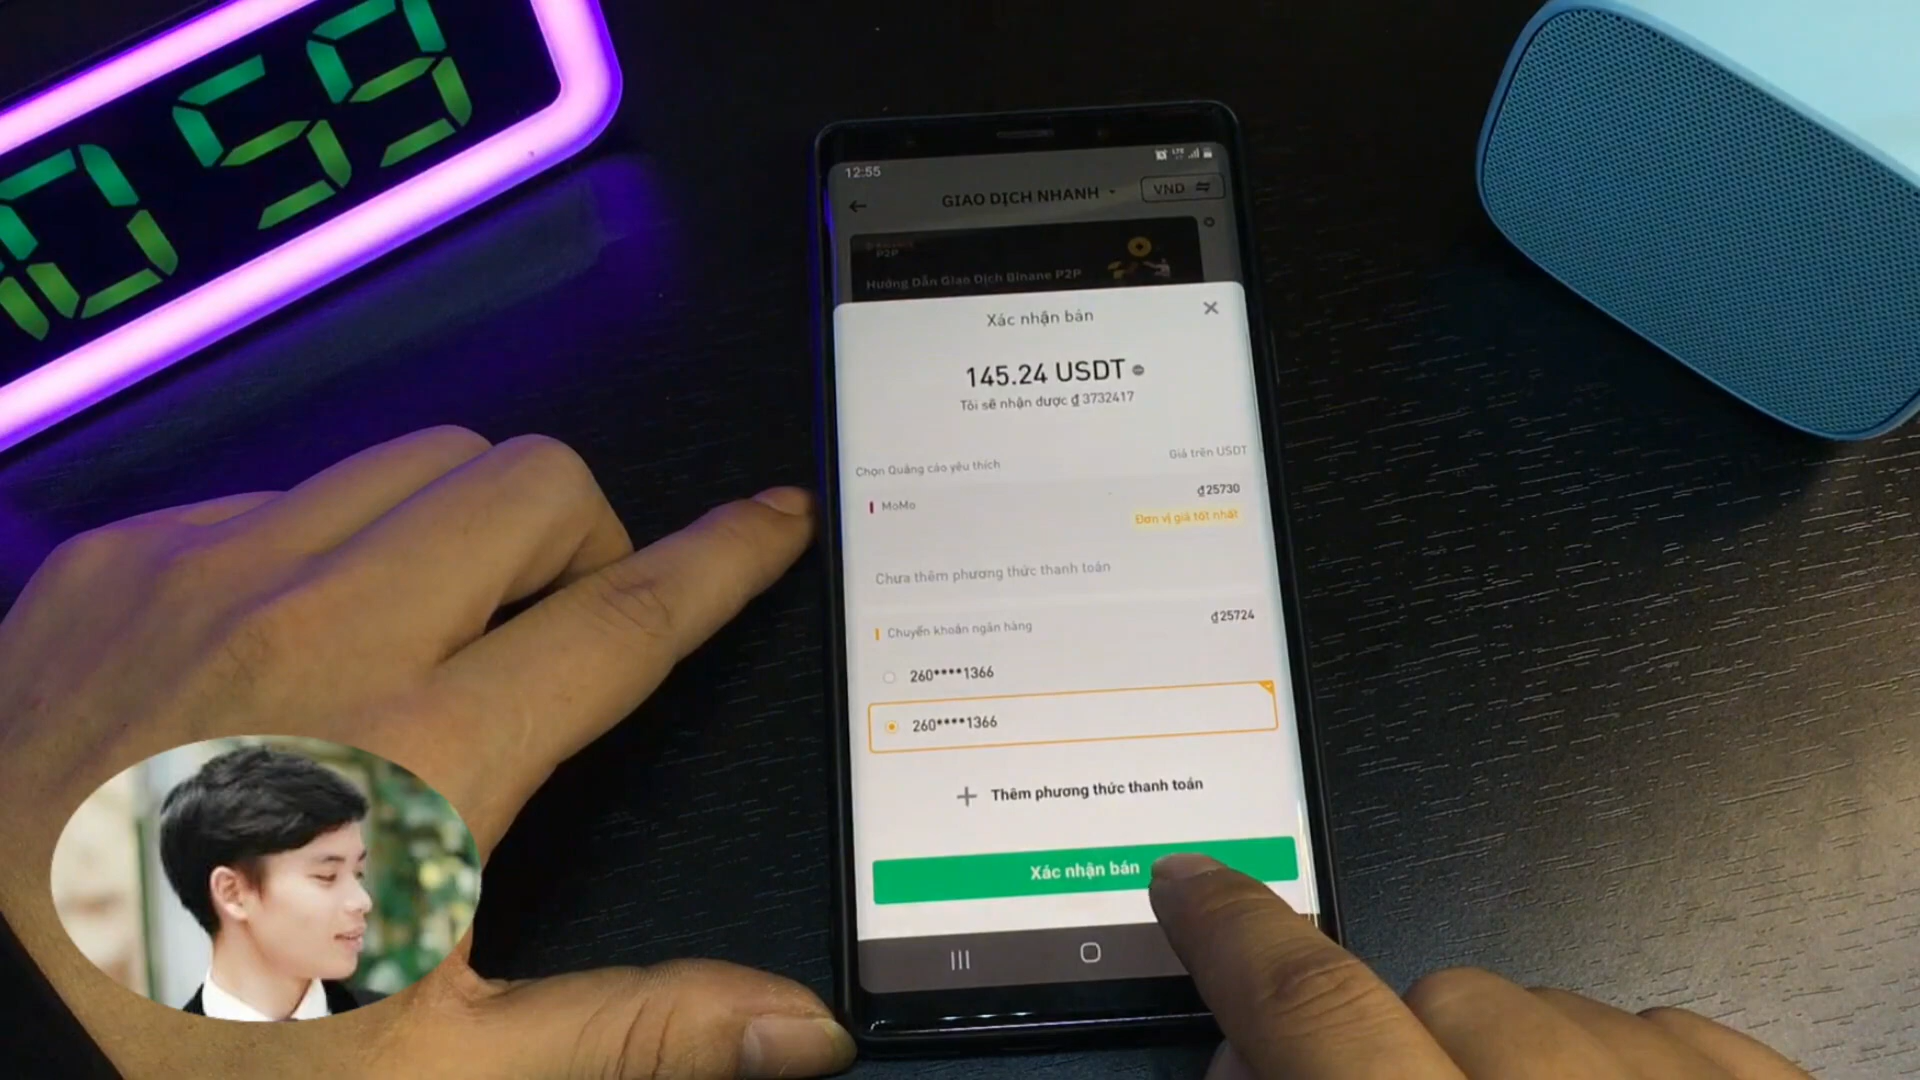 10 59
12:55
GIAO DỊCH NHANH
VND
P2P
Hướng Dẫn Giao Dịch Binane P2P
Xác nhận bán
145.24 USDT
Tôi sẽ nhận được ₫ 3732417
Chọn Quảng cáo yêu thích
Giá trên USDT
MoMo
₫25730
Đơn vị giá tốt nhất
Chưa thêm phương thức thanh toán
Chuyển khoản ngân hàng
₫25724
260****1366
260****1366
Thêm phương thức thanh toán
Xác nhận bán